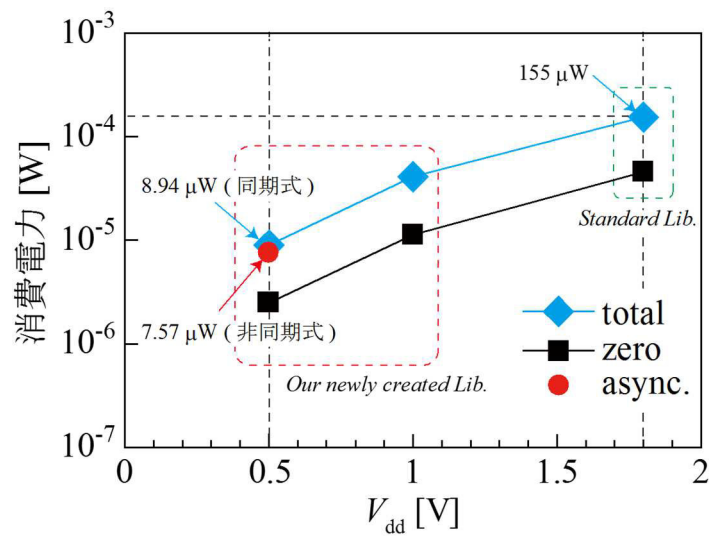 10-3
155 μW
10-4
8.94 μW ( 同期式 )
Standard Lib.
10-5
消費電力 [W]
7.57 μW ( 非同期式 )
total
zero
10-6
Our newly created Lib.
async.
10-7
0 0.5 1 1.5 2
Vdd [V]